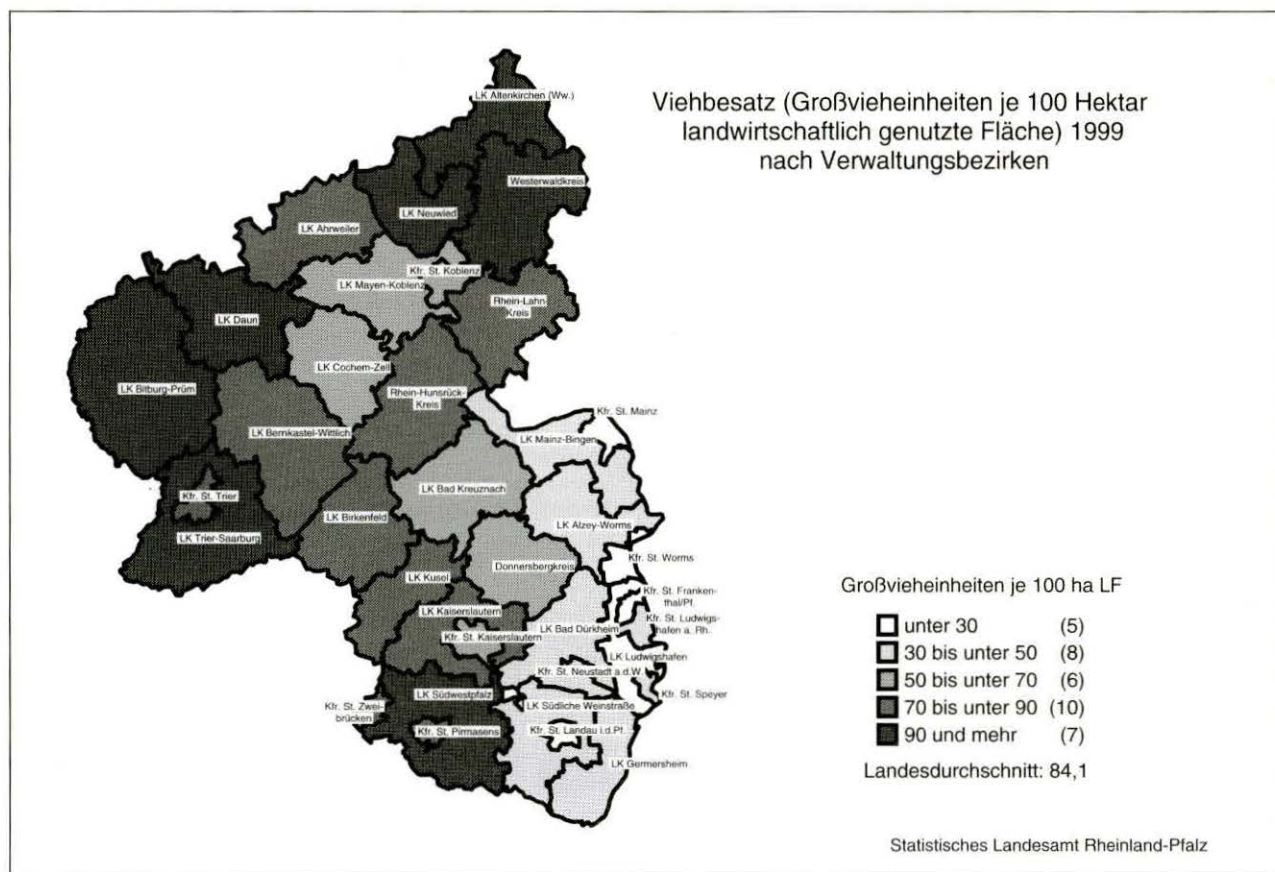 Viehbesatz (Großvieheinheiten je 100 Hektar
landwirtschaftlich genutzte Fläche) 1999
nach Verwaltungsbezirken
LK Altenkirchen (Ww.)
Westerwaldkreis
LK Neuwied
LK Ahrweiler
Kfr. St. Koblenz
LK Mayen-Koblenz
Rhein-Lahn-
Kreis
LK Daun
LK Cochem-Zell
LK Bitburg-Prüm
Rhein-Hunsrück-
Kreis
Kfr. St. Mainz
LK Bernkastel-Wittlich
LK Mainz-Bingen
LK Bad Kreuznach
Kfr. St. Trier
LK Birkenfeld
LK Alzey-Worms
LK Trier-Saarburg
Kfr. St. Worms
Donnersbergkreis
LK Kusel
Kfr. St. Franken-
thal/Pf.
LK Kaiserslautern
Kfr. St. Ludwigs-
hafen a. Rh.
LK Bad Dürkheim
Kfr. St. Kaiserslautern
LK Ludwigshafen
Kfr. St. Neustadt a.d.W.
LK Südwestpfalz
Kfr. St. Speyer
Kfr. St. Zwei-
brücken
LK Südliche Weinstraße
Kfr. St. Pirmasens
Kfr. St. Landau i.d.Pf.
LK Germersheim
Großvieheinheiten je 100 ha LF
unter 30 (5)
30 bis unter 50 (8)
50 bis unter 70 (6)
70 bis unter 90 (10)
90 und mehr (7)
Landesdurchschnitt: 84,1
Statistisches Landesamt Rheinland-Pfalz